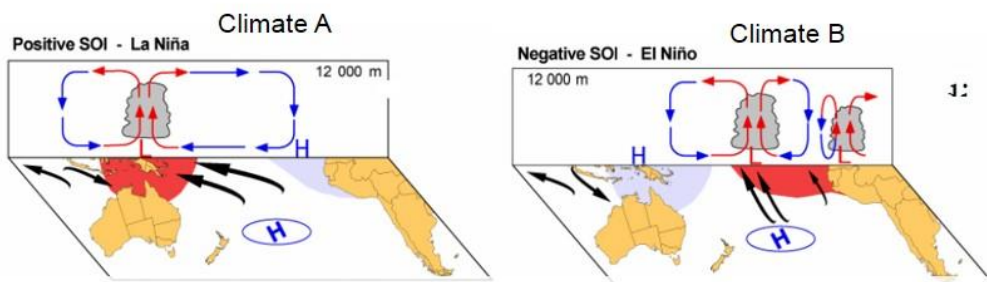 Climate A
Positive SOI - La Niña
12 000 m
L
H
H
Climate B
Negative SOI - El Niño
12 000 m
H
L
L
H